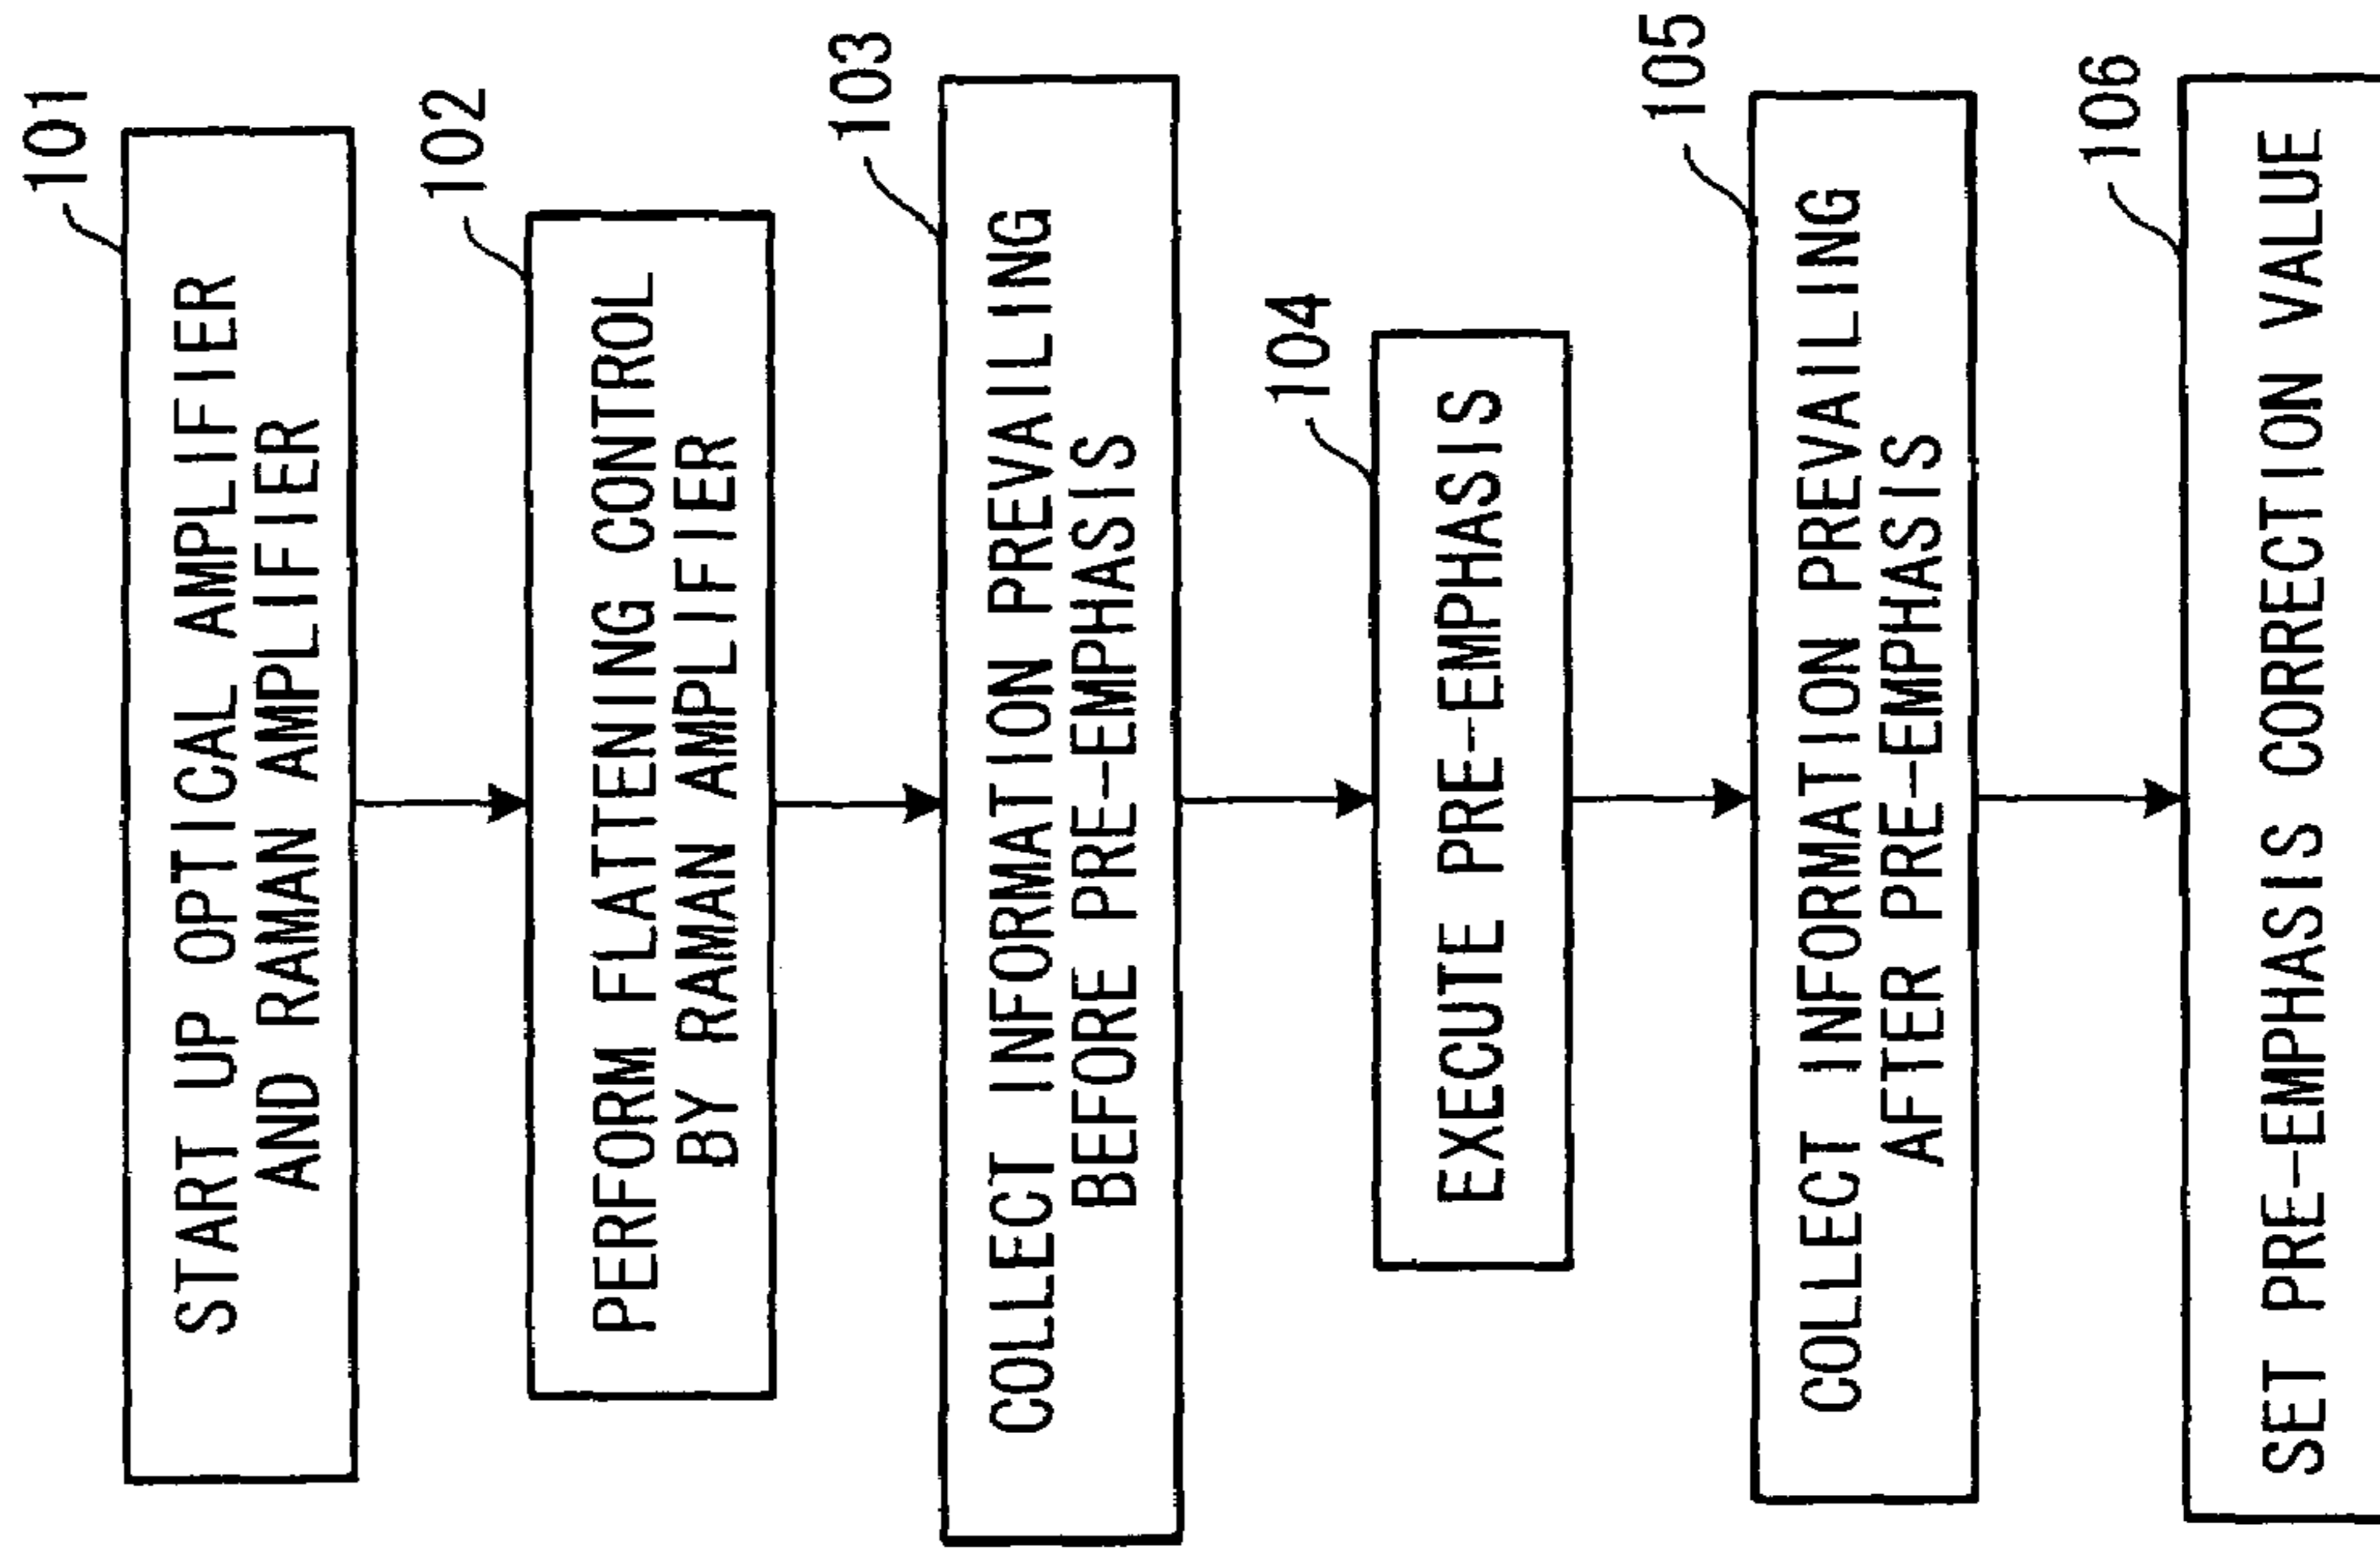 101
START UP OPTICAL AMPLIFIER
AND RAMAN AMPLIFIER
102
PERFORM FLATTENING CONTROL
BY RAMAN AMPLIFIER
103
COLLECT INFORMATION PREVAILING
BEFORE PRE-EMPHASIS
104
EXECUTE PRE-EMPHASIS
105
COLLECT INFORMATION PREVAILING
AFTER PRE-EMPHASIS
106
SET PRE-EMPHASIS CORRECTION VALUE